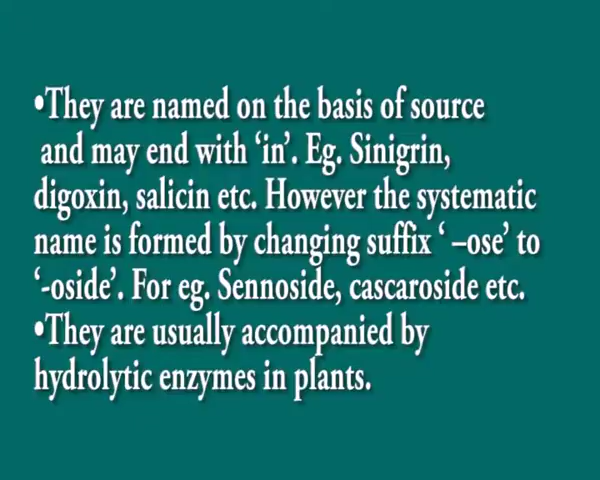 •They are named on the basis of source
and may end with ‘in’. Eg. Sinigrin,
digoxin, salicin etc. However the systematic
name is formed by changing suffix ‘ –ose’ to
‘-oside’. For eg. Sennoside, cascaroside etc.
•They are usually accompanied by
hydrolytic enzymes in plants.